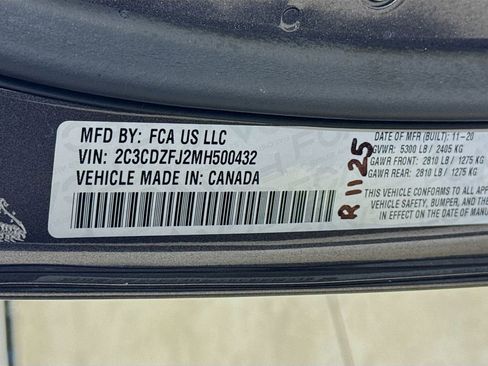 MFD BY: FCA US LLC
VIN: 2C3CDZFJ2MH500432
VEHICLE MADE IN: CANADA
R 1125
DATE OF MFR (BUILT): 11-20
GVWR: 5300 LB / 2405 KG
GAWR FRONT: 2810 LB / 1275 KG
GAWR REAR: 2810 LB / 1275 KG
THIS VEHICLE CONFORMS TO ALL APP
VEHICLE SAFETY, BUMPER, AND THE
IN EFFECT ON THE DATE OF MANU